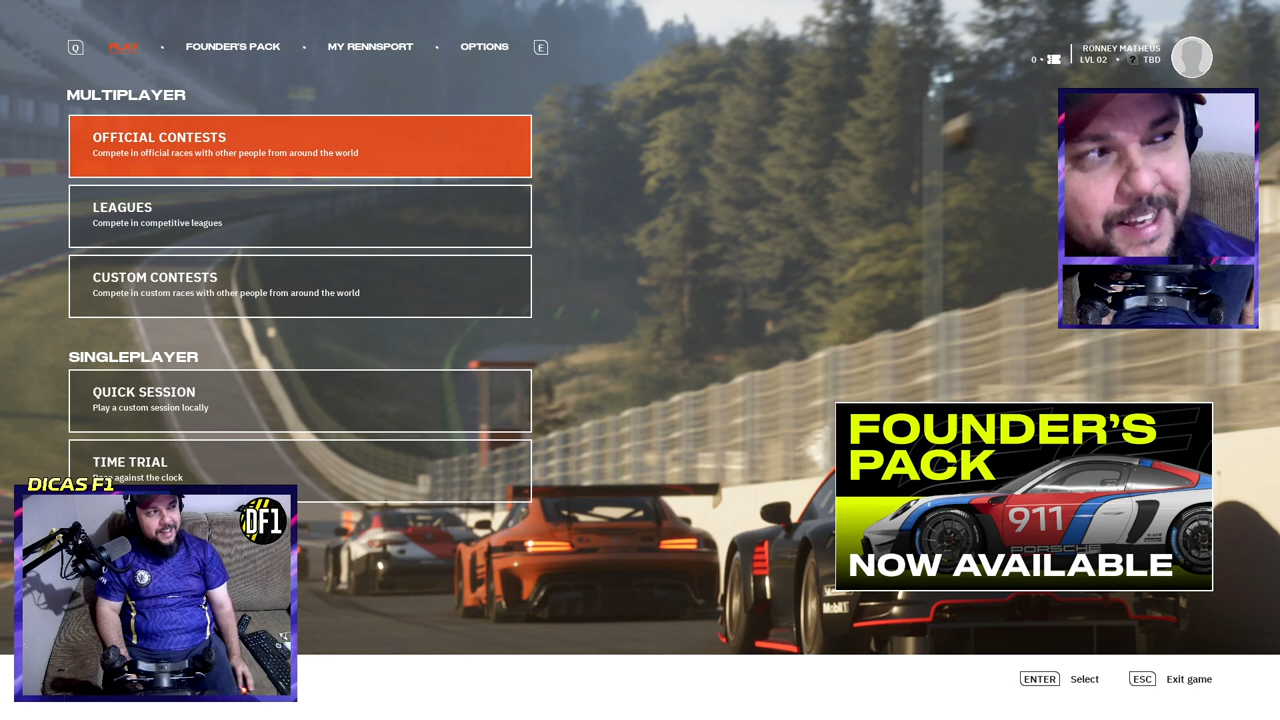 Q
PLAY
FOUNDER'S PACK
MY RENNSPORT
OPTIONS
E
RONNEY MATHEUS
0
LVL 02
?
TBD
MULTIPLAYER
OFFICIAL CONTESTS
Compete in official races with other people from around the world
LEAGUES
Compete in competitive leagues
CUSTOM CONTESTS
Compete in custom races with other people from around the world
SINGLEPLAYER
QUICK SESSION
Play a custom session locally
TIME TRIAL
against the clock
DICAS F1
DF1
FOUNDER'S
PACK
911
PORSCHE
NOW AVAILABLE
Mobil 1
ENTER Select
ESC Exit game